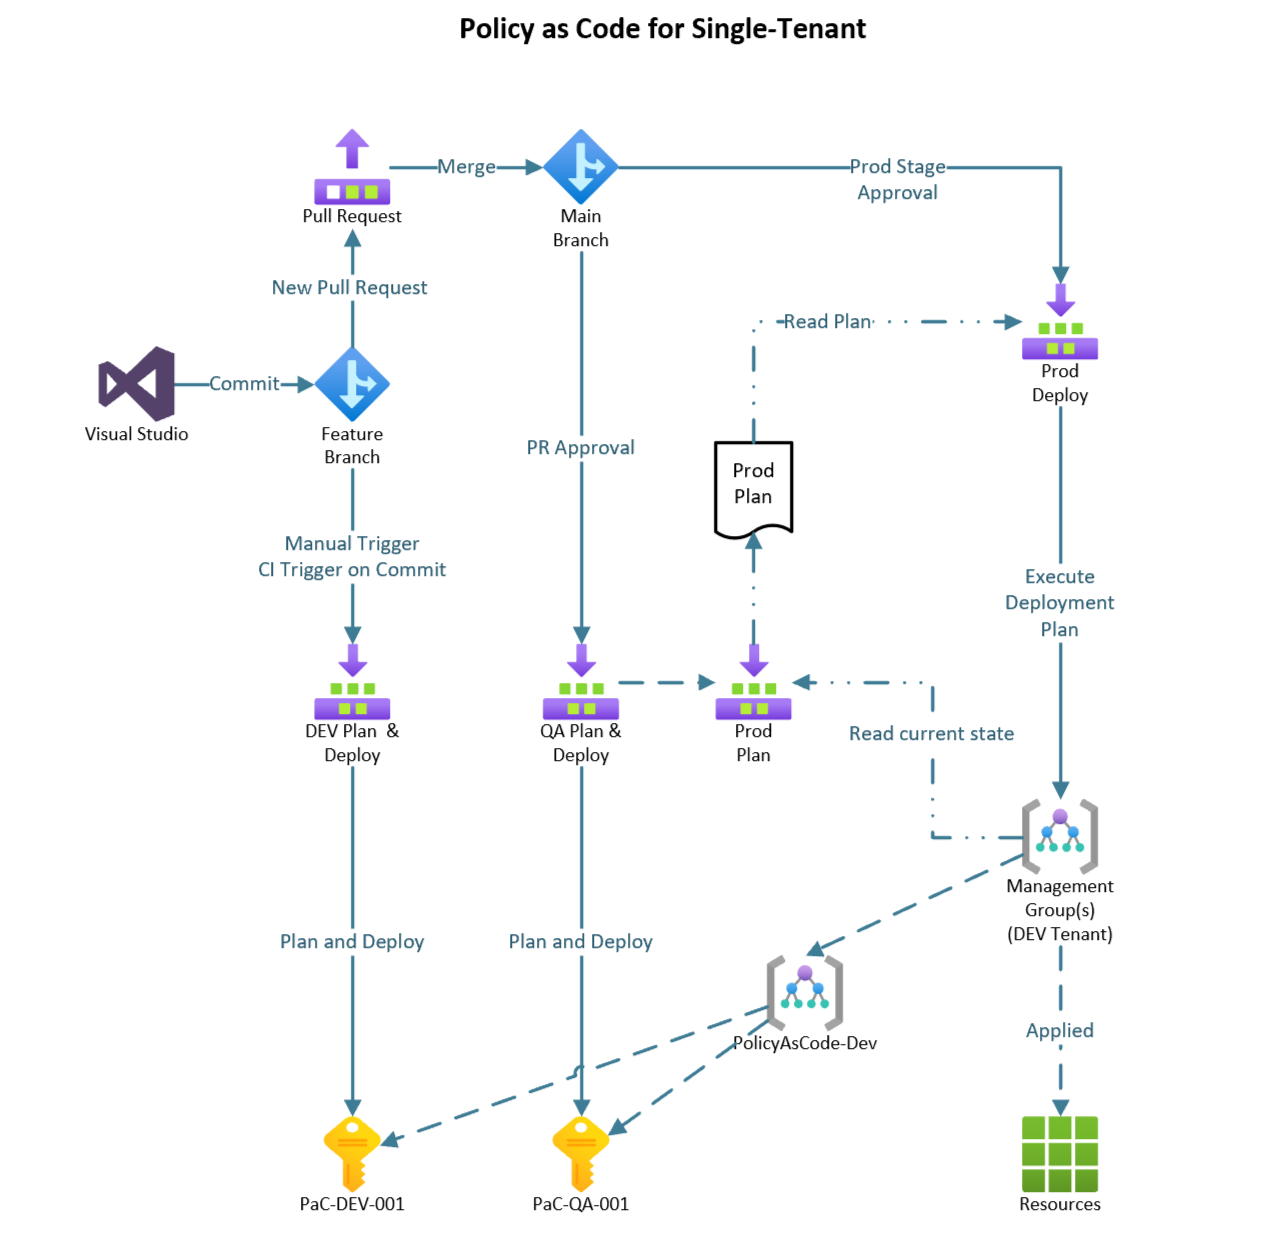 Policy as Code for Single-Tenant
Merge
Prod Stage
Approval
Pull Request
Main
Branch
New Pull Request
Read Plan
Prod
Deploy
Commit
Visual Studio
Feature
Branch
PR Approval
Prod
Plan
Manual Trigger
CI Trigger on Commit
Execute
Deployment
Plan
DEV Plan &
Deploy
QA Plan &
Deploy
Prod
Plan
Read current state
Management
Group(s)
(DEV Tenant)
Plan and Deploy
Plan and Deploy
PolicyAsCode-Dev
Applied
PaC-DEV-001
PaC-QA-001
Resources